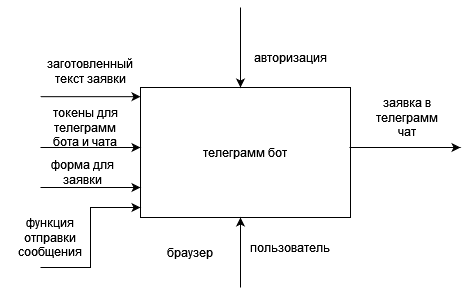 заготовленный
текст заявки
токены для
телеграмм
бота и чата
форма для
заявки
функция
отправки
сообщения
авторизация
телеграмм бот
браузер
пользователь
заявка в
телеграмм
чат